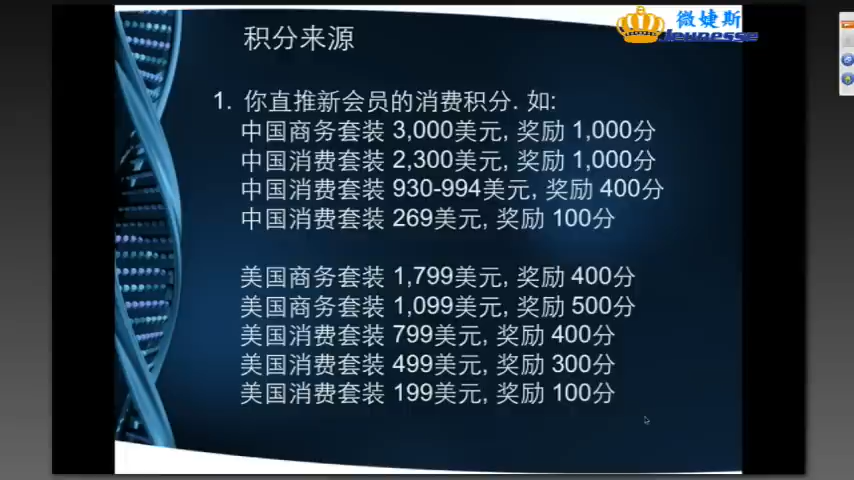 积分来源
微婕斯
Jeunesse
1. 你直推新会员的消费积分. 如:
中国商务套装 3,000美元, 奖励 1,000分
中国消费套装 2,300美元, 奖励 1,000分
中国消费套装 930-994美元, 奖励 400分
中国消费套装 269美元, 奖励 100分
美国商务套装 1,799美元, 奖励 400分
美国商务套装 1,099美元, 奖励 500分
美国消费套装 799美元, 奖励 400分
美国消费套装 499美元, 奖励 300分
美国消费套装 199美元, 奖励 100分